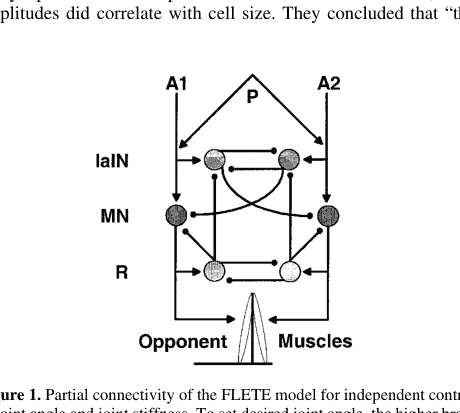 plitudes did correlate with cell size. They concluded that “th
A1 A2
P
IaIN
MN
R
Opponent Muscles
ure 1. Partial connectivity of the FLETE model for independent contr
oint angle and joint stiffness. To set desired joint angle, the higher bra